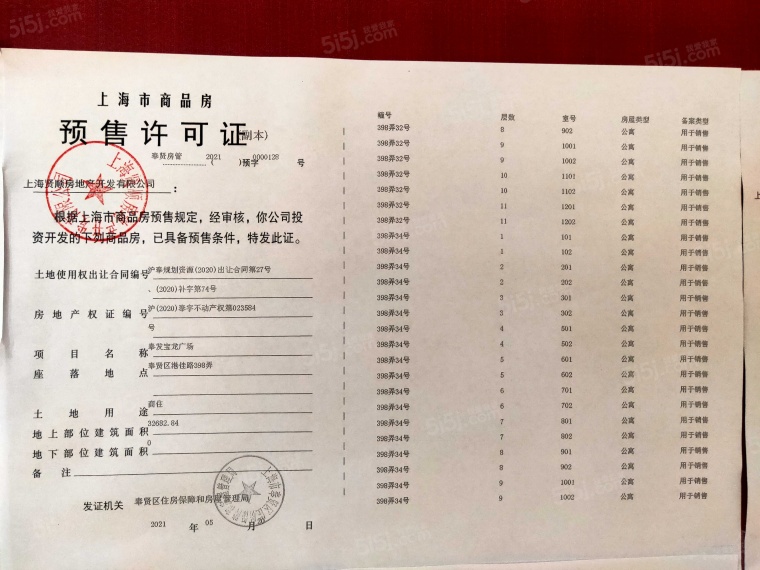 上海市商品房
预售许可证(副本)
奉贤房管 2021 ( )预字 0000128 号
上海贤顺房地产开发有限公司 :
根据上海市商品房预售规定，经审核，你公司投
资开发的下列商品房，已具备预售条件，特发此证。
土地使用权出让合同编号 沪奉规划资源(2020)出让合同第27号
、(2020)补字第74号
房地产权证编号 沪(2020)奉字不动产权第023584
号
项目名称 奉发宝龙广场
座落地点 奉贤区港佳路398弄
土地用途 商住
地上部位建筑面积 32682.84
地下部位建筑面积 0
备注
发证机关 奉贤区住房保障和房屋管理局
2021 年 05 月 日
幢号 层数 室号 房屋类型 备案类型
398弄32号 8 902 公寓 用于销售
398弄32号 9 1001 公寓 用于销售
398弄32号 9 1002 公寓 用于销售
398弄32号 10 1101 公寓 用于销售
398弄32号 10 1102 公寓 用于销售
398弄32号 11 1201 公寓 用于销售
398弄32号 11 1202 公寓 用于销售
398弄34号 1 101 公寓 用于销售
398弄34号 1 102 公寓 用于销售
398弄34号 2 201 公寓 用于销售
398弄34号 2 202 公寓 用于销售
398弄34号 3 301 公寓 用于销售
398弄34号 3 302 公寓 用于销售
398弄34号 4 501 公寓 用于销售
398弄34号 4 502 公寓 用于销售
398弄34号 5 601 公寓 用于销售
398弄34号 5 602 公寓 用于销售
398弄34号 6 701 公寓 用于销售
398弄34号 6 702 公寓 用于销售
398弄34号 7 801 公寓 用于销售
398弄34号 7 802 公寓 用于销售
398弄34号 8 901 公寓 用于销售
398弄34号 8 902 公寓 用于销售
398弄34号 9 1001 公寓 用于销售
398弄34号 9 1002 公寓 用于销售